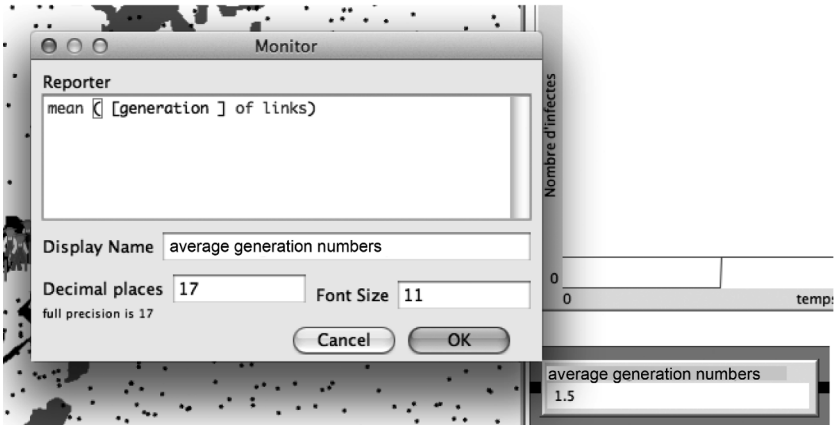 Monitor
Reporter
mean ( [generation ] of links)
Display Name average generation numbers
Decimal places 17
full precision is 17
Font Size 11
Cancel OK
Nombre d'infectes
0
0 temps
average generation numbers
1.5